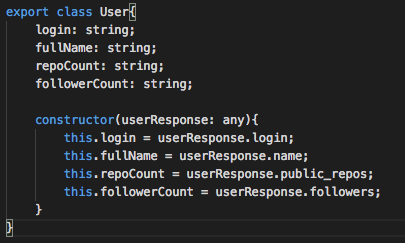 export class User{
    login: string;
    fullName: string;
    repoCount: string;
    followerCount: string;

    constructor(userResponse: any){
        this.login = userResponse.login;
        this.fullName = userResponse.name;
        this.repoCount = userResponse.public_repos;
        this.followerCount = userResponse.followers;
    }
}